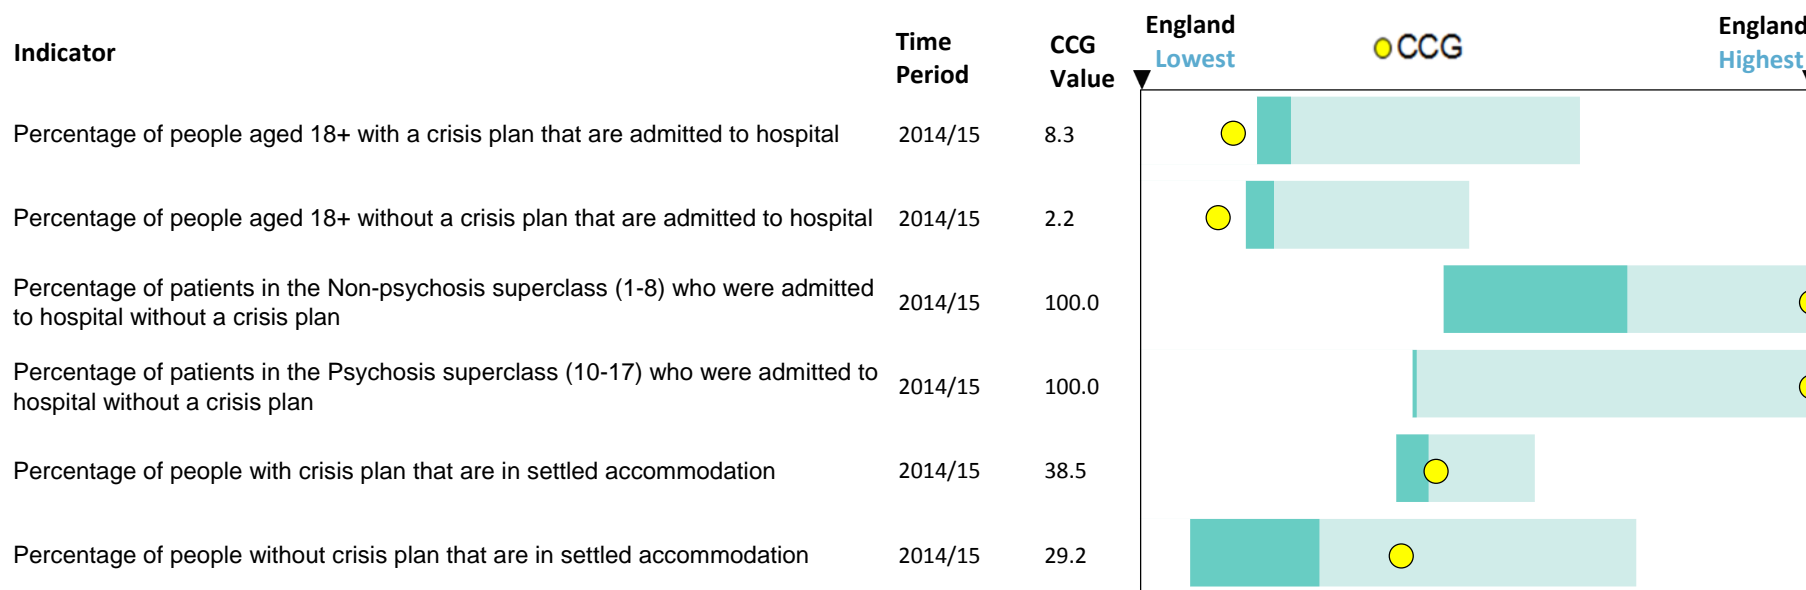 Indicator
Time
Period
CCG
Value
England
Lowest
CCG
England
Highest
Percentage of people aged 18+ with a crisis plan that are admitted to hospital 2014/15 8.3
Percentage of people aged 18+ without a crisis plan that are admitted to hospital 2014/15 2.2
Percentage of patients in the Non-psychosis superclass (1-8) who were admitted
to hospital without a crisis plan
2014/15 100.0
Percentage of patients in the Psychosis superclass (10-17) who were admitted to
hospital without a crisis plan
2014/15 100.0
Percentage of people with crisis plan that are in settled accommodation 2014/15 38.5
Percentage of people without crisis plan that are in settled accommodation 2014/15 29.2